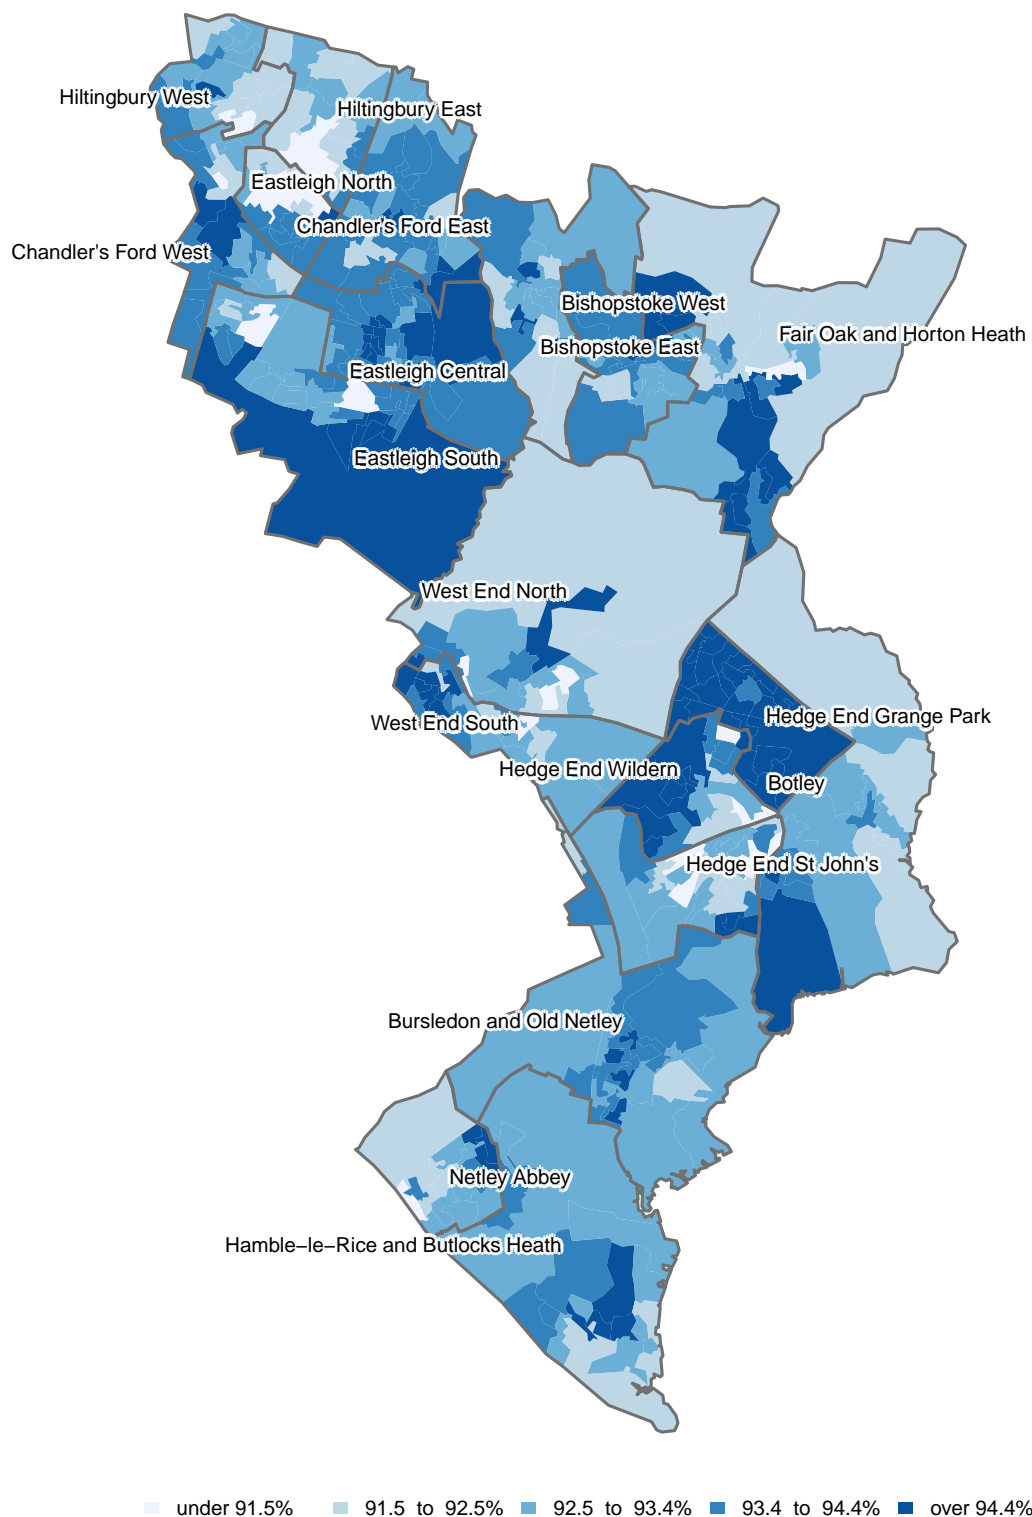 Hiltingbury West
Hiltingbury East
Eastleigh North
Chandler's Ford East
Chandler's Ford West
Bishopstoke West
Fair Oak and Horton Heath
Bishopstoke East
Eastleigh Central
Eastleigh South
West End North
Hedge End Grange Park
West End South
Hedge End Wildern
Botley
Hedge End St John's
Bursledon and Old Netley
Netley Abbey
Hamble−le−Rice and Butlocks Heath
under 91.5% 91.5 to 92.5% 92.5 to 93.4% 93.4 to 94.4% over 94.4%